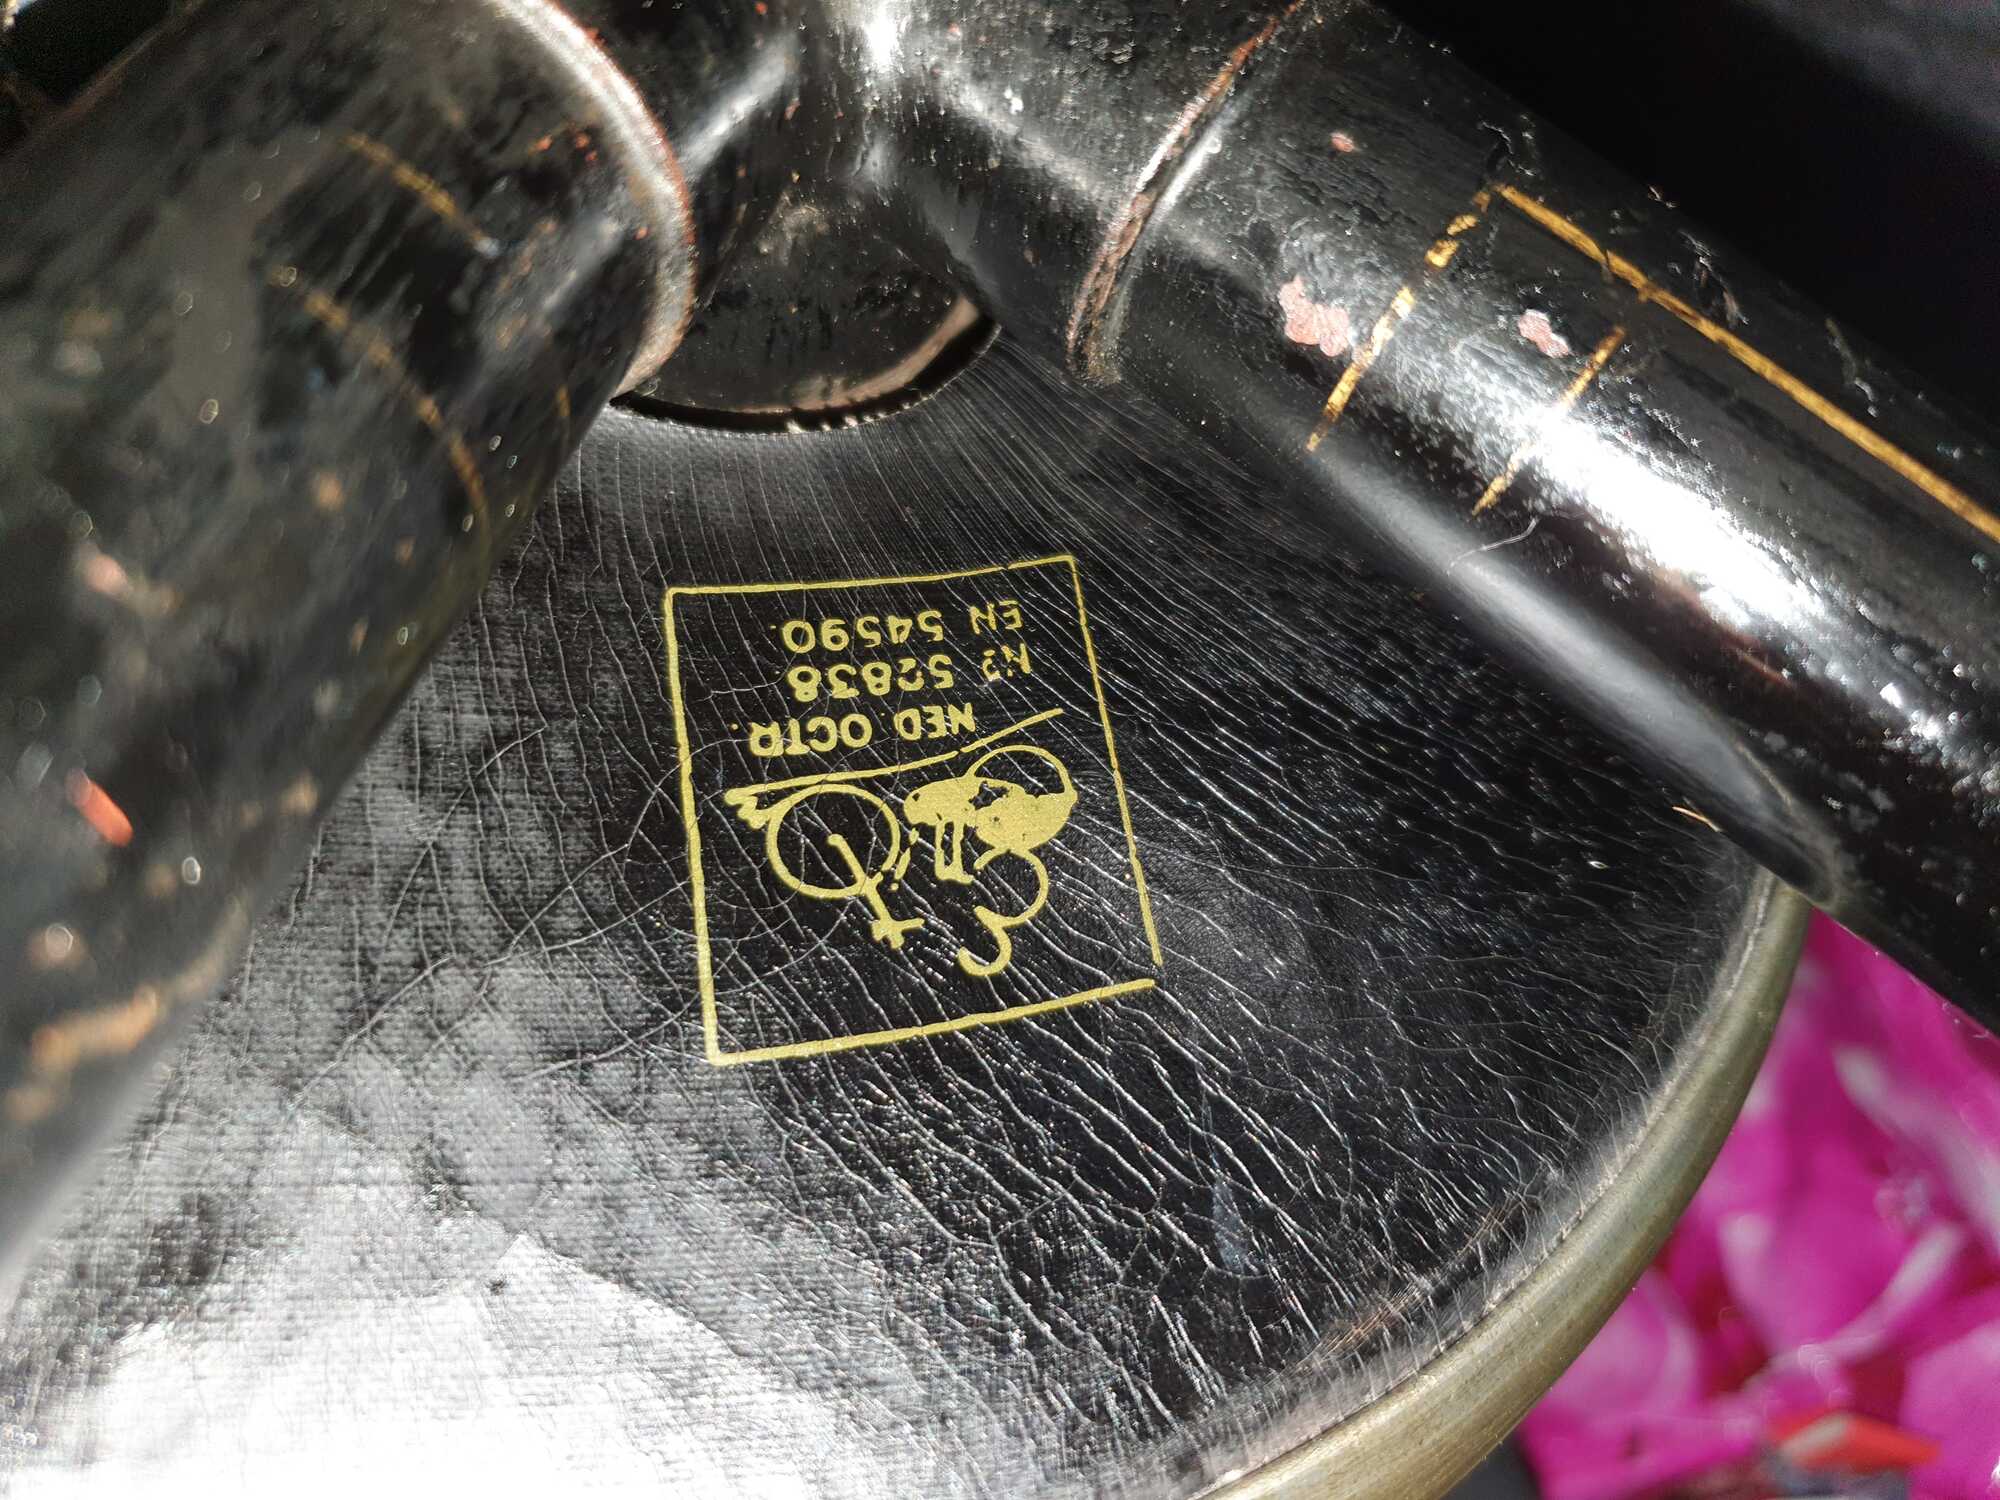 NED. OCTR.
Nº 52838
EN 54590.